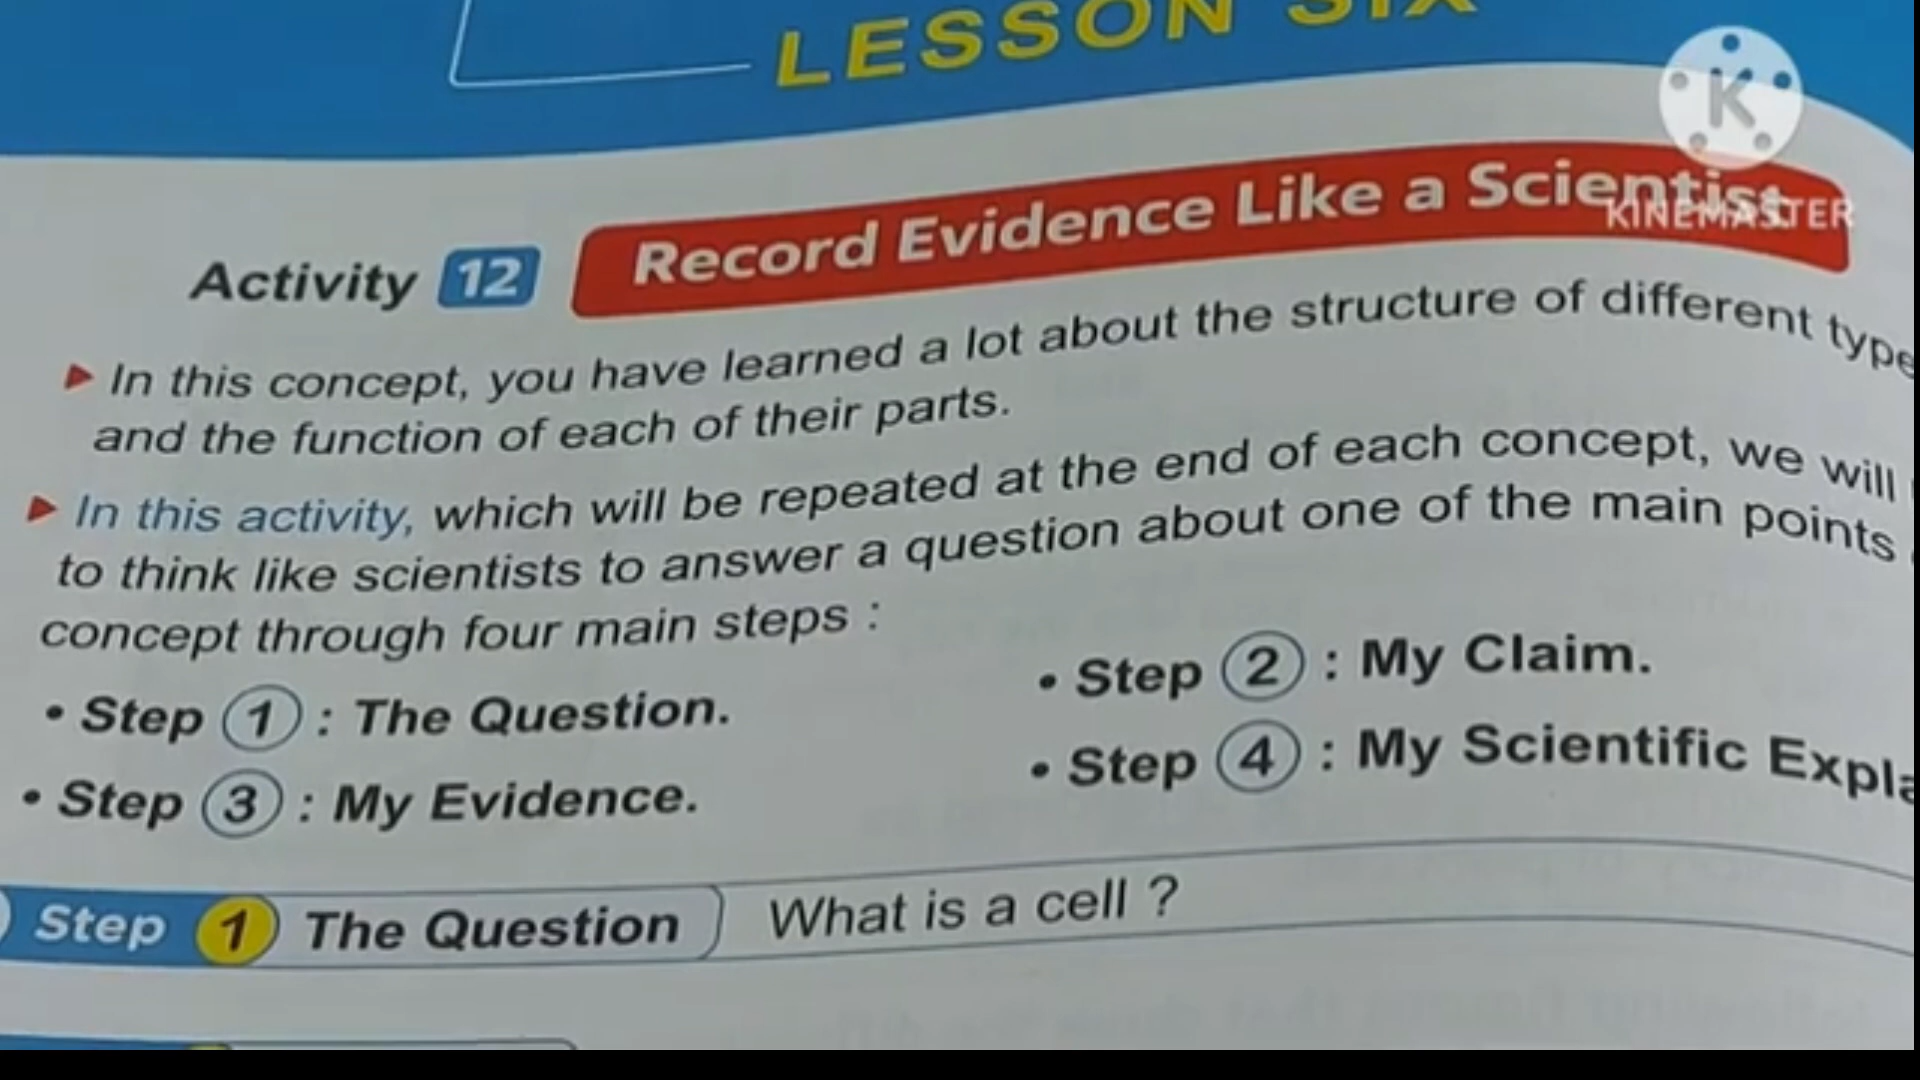 LESSON SIX
K
KINEMASTER
Activity 12 Record Evidence Like a Scientist
In this concept, you have learned a lot about the structure of different
and the function of each of their parts.
In this activity, which will be repeated at the end of each concept, we will
to think like scientists to answer a question about one of the main points
concept through four main steps :
• Step 1 : The Question.
• Step 2 : My Claim.
• Step 3 : My Evidence.
• Step 4 : My Scientific
Step 1 The Question What is a cell ?